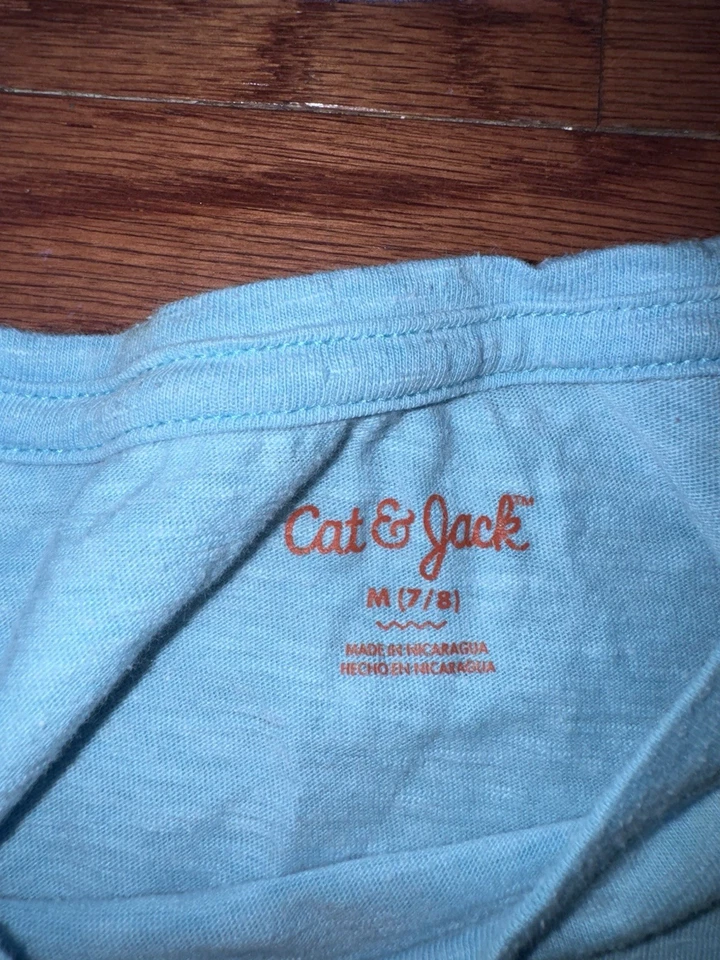 Cat & Jack™
M (7/8)
MADE IN NICARAGUA
HECHO EN NICARAGUA